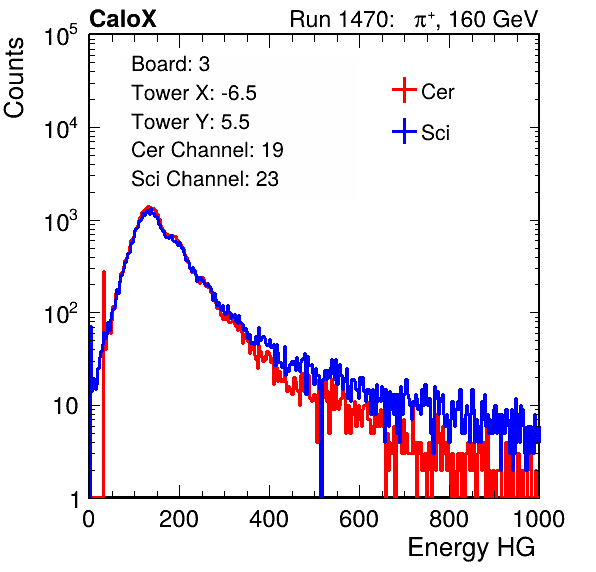 CaloX Run 1470: π⁺, 160 GeV
Counts
10⁵
10⁴
10³
10²
10
1
Board: 3
Tower X: -6.5
Tower Y: 5.5
Cer Channel: 19
Sci Channel: 23
Cer
Sci
0 200 400 600 800 1000
Energy HG